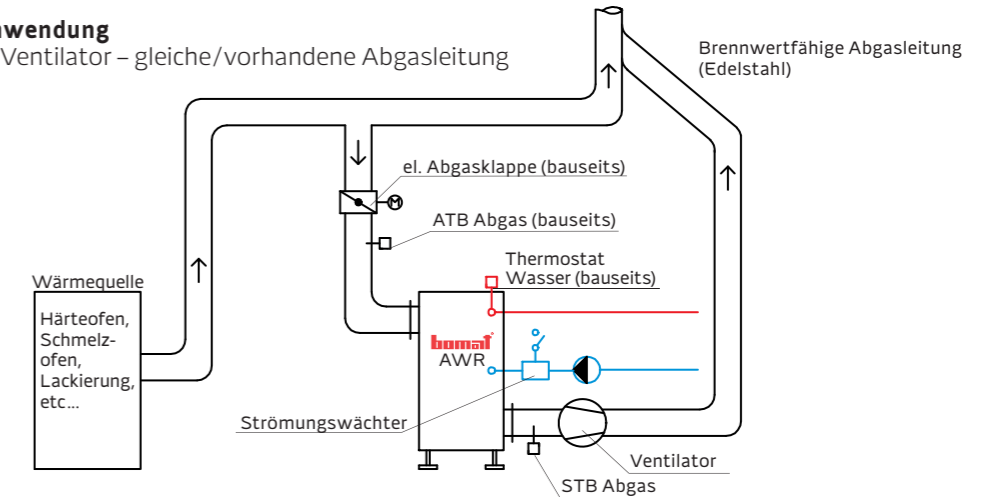 nwendung
Ventilator – gleiche/vorhandene Abgasleitung
Brennwertfähige Abgasleitung
(Edelstahl)
el. Abgasklappe (bauseits)
M
ATB Abgas (bauseits)
Thermostat
Wasser (bauseits)
Wärmequelle
Härteofen,
Schmelz-
ofen,
Lackierung,
etc...
bomat
AWR
Strömungswächter
Ventilator
STB Abgas